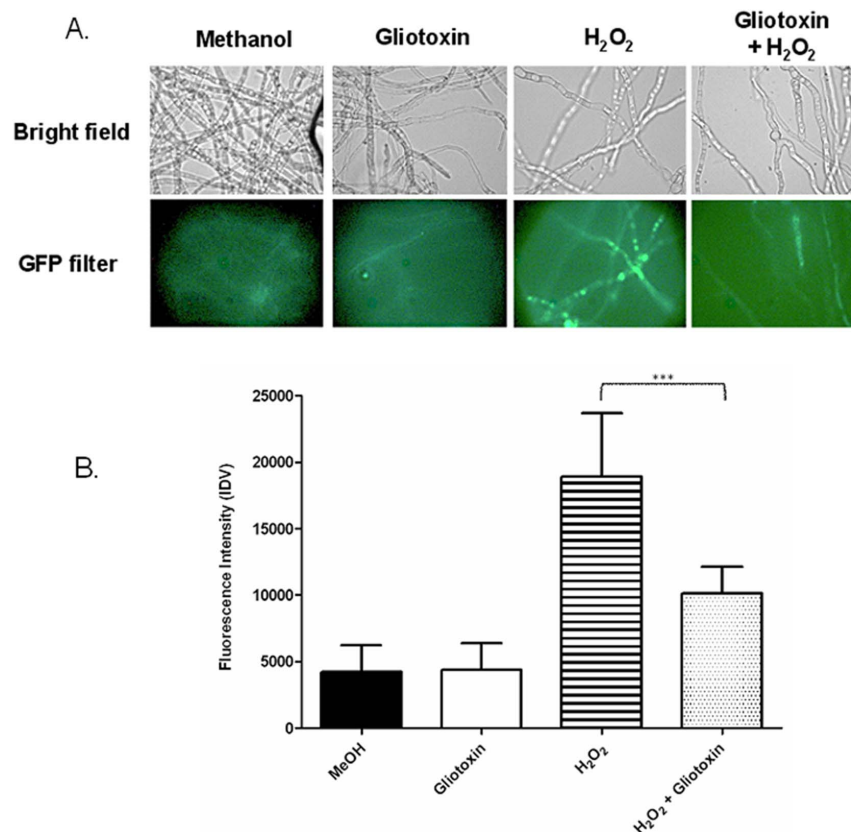 A.
Methanol Gliotoxin H₂O₂ Gliotoxin + H₂O₂
Bright field
GFP filter
B.
***
Fluorescence Intensity (IDV)
25000
20000
15000
10000
5000
0
MeOH
Gliotoxin
H₂O₂
H₂O₂ + Gliotoxin